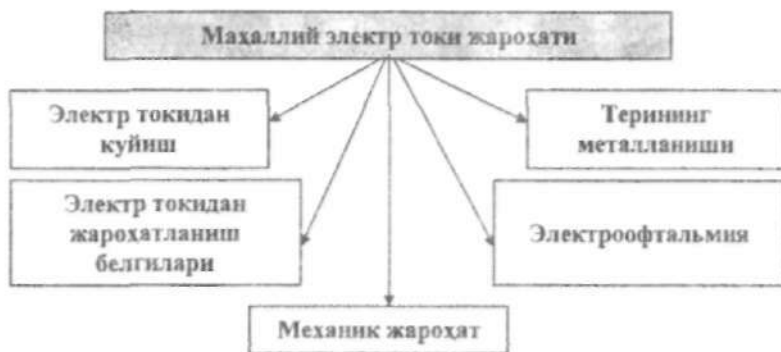 Маҳаллий электр токи жароҳати
Электр токидан
куйиш
Терининг
металланиши
Электр токидан
жароҳатланиш
белгилари
Электроофтальмия
Механик жароҳат